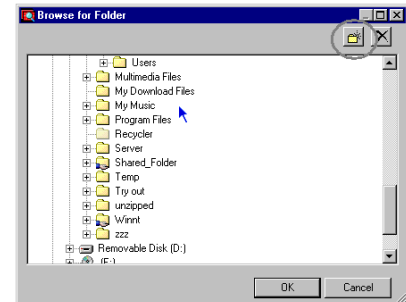 Browse for Folder
Users
Multimedia Files
My Download Files
My Music
Program Files
Recycler
Server
Shared_Folder
Temp
Try out
unzipped
Winnt
zzz
Removable Disk (D:)
(E:)
OK
Cancel